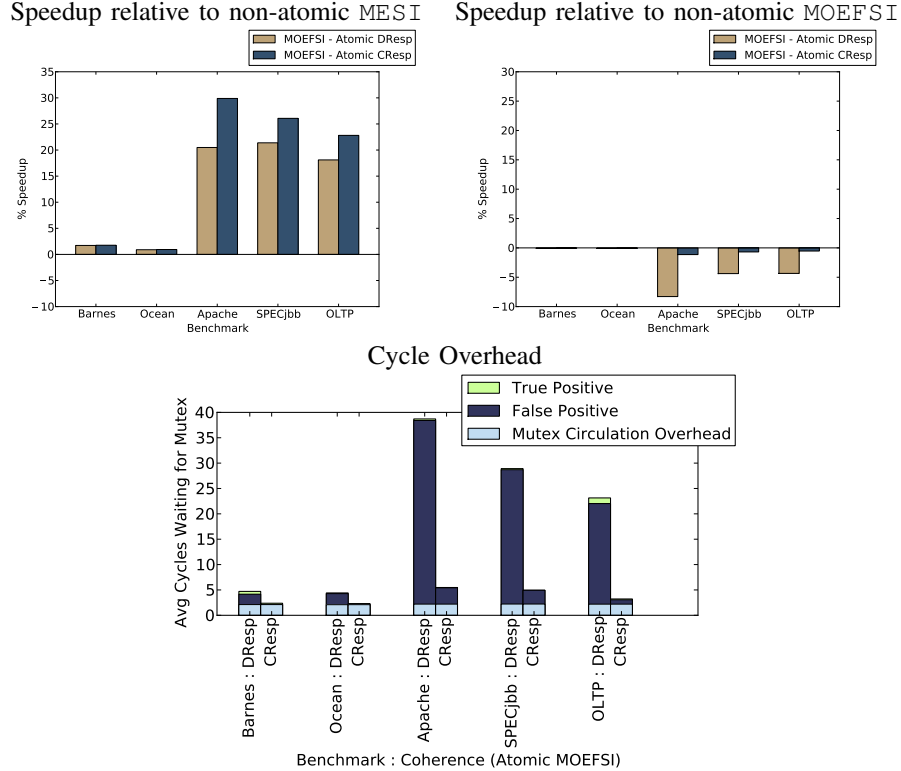 Speedup relative to non-atomic MESI
MOEFSI - Atomic DResp
MOEFSI - Atomic CResp
35
30
25
20
15
10
5
0
−5
−10
% Speedup
Barnes Ocean Apache SPECjbb OLTP
Benchmark
Speedup relative to non-atomic MOEFSI
MOEFSI - Atomic DResp
MOEFSI - Atomic CResp
30
25
20
15
10
5
0
−5
−10
% Speedup
Barnes Ocean Apache SPECjbb OLTP
Benchmark
Cycle Overhead
True Positive
False Positive
Mutex Circulation Overhead
40
35
30
25
20
15
10
5
0
Avg Cycles Waiting for Mutex
Barnes : DResp
CResp
Ocean : DResp
CResp
Apache : DResp
CResp
SPECjbb : DResp
CResp
OLTP : DResp
CResp
Benchmark : Coherence (Atomic MOEFSI)